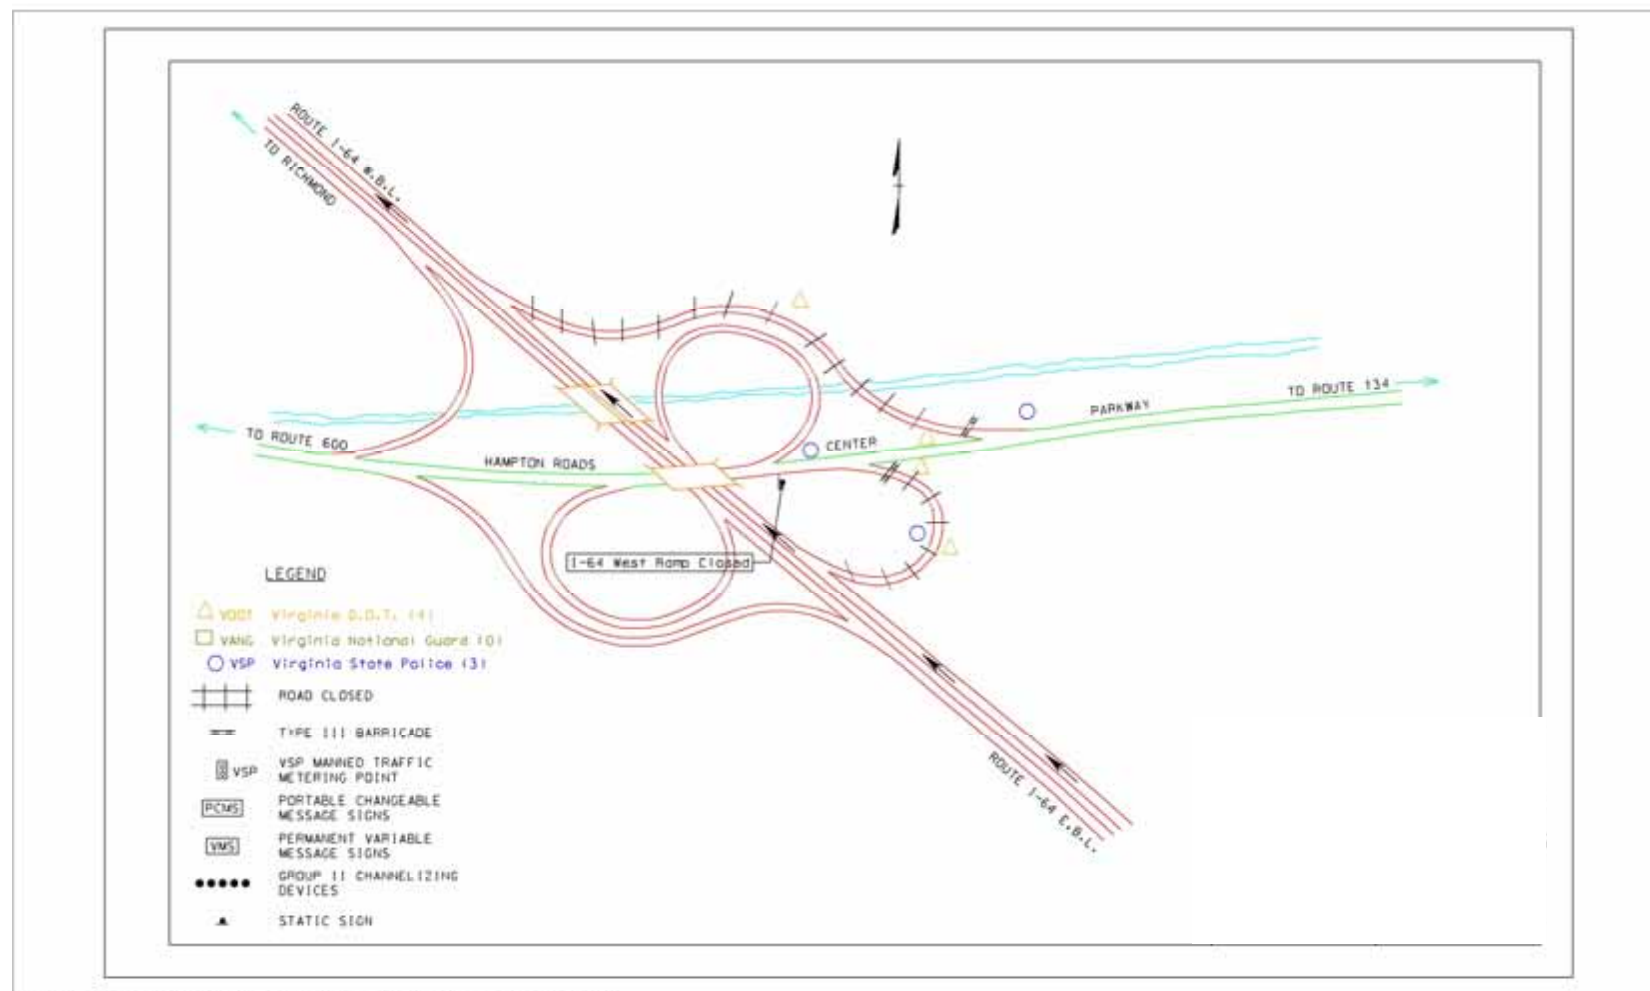 ROUTE I-64 W.B.L.
TO RICHMOND
TO ROUTE 134
PARKWAY
CENTER
TO ROUTE 600
HAMPTON ROADS
I-64 West Ramp Closed
ROUTE I-64 E.B.L.
LEGEND
VDOT Virginia D.O.T. (4)
VANG Virginia National Guard (0)
VSP Virginia State Police (3)
ROAD CLOSED
TYPE III BARRICADE
VSP VSP MANNED TRAFFIC
METERING POINT
PCMS PORTABLE CHANGEABLE
MESSAGE SIGNS
VMS PERMANENT VARIABLE
MESSAGE SIGNS
GROUP II CHANNELIZING
DEVICES
STATIC SIGN